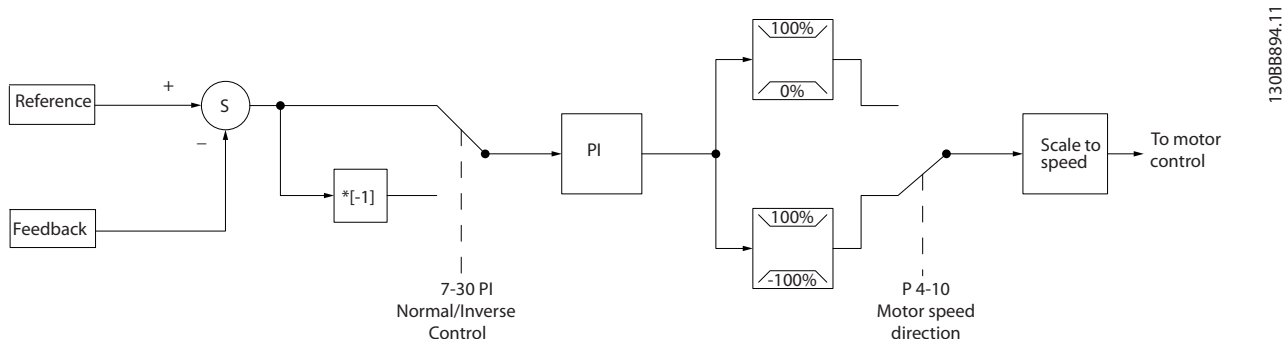 Reference
+
S
–
Feedback
*[-1]
7-30 PI
Normal/Inverse
Control
PI
100%
0%
100%
-100%
P 4-10
Motor speed
direction
Scale to
speed
To motor
control
130BB894.11